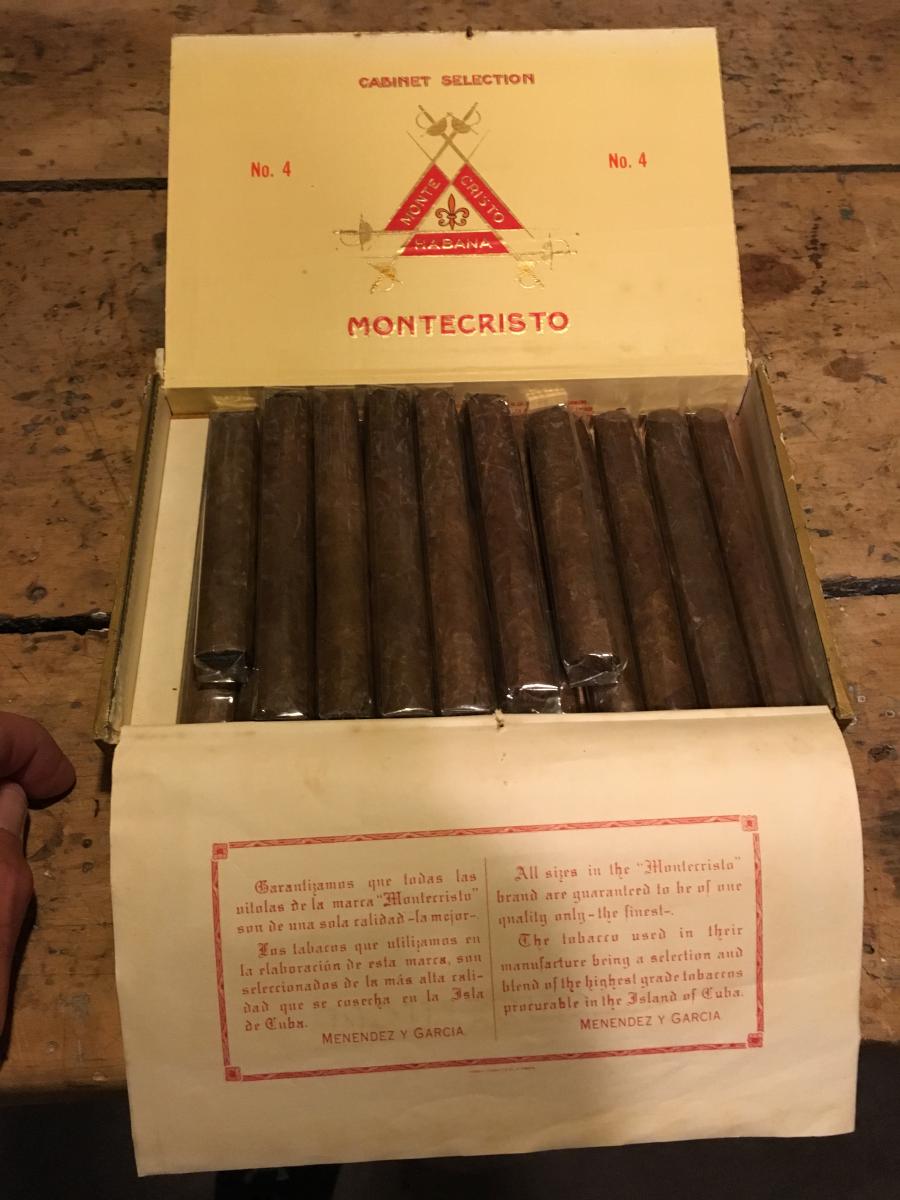 CABINET SELECTION
No. 4
No. 4
MONTE CRISTO
HABANA
MONTECRISTO
Garantizamos que todas las
vitolas de la marca "Montecristo"
son de una sola calidad -la mejor-.
Los tabacos que utilizamos en
la elaboración de esta marca, son
seleccionados de la más alta cali-
dad que se cosecha en la Isla
de Cuba.
MENENDEZ Y GARCIA
All sizes in the "Montecristo"
brand are guaranteed to be of one
quality only-the finest-.
The tobacco used in their
manufacture being a selection and
blend of the highest grade tobaccos
procurable in the Island of Cuba.
MENENDEZ Y GARCIA